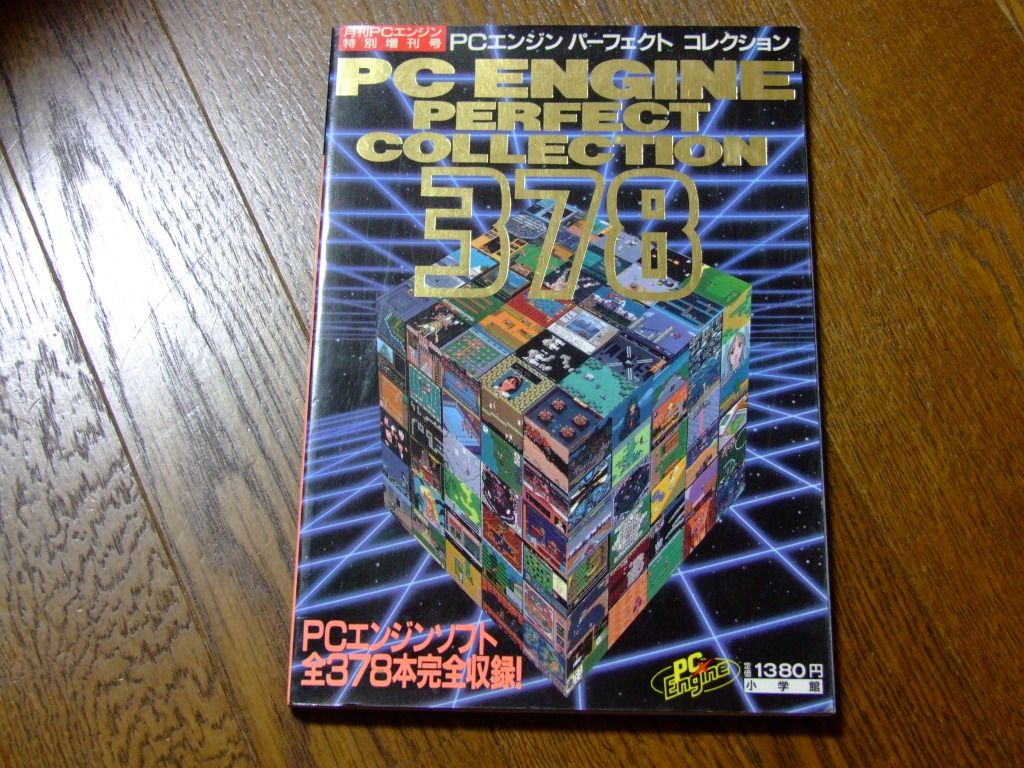 月刊PCエンジン
特別増刊号
PCエンジン パーフェクト コレクション
PC ENGINE
PERFECT
COLLECTION
378
PCエンジンソフト
全378本完全収録!
PC
Engine
定価 1380円
小学館